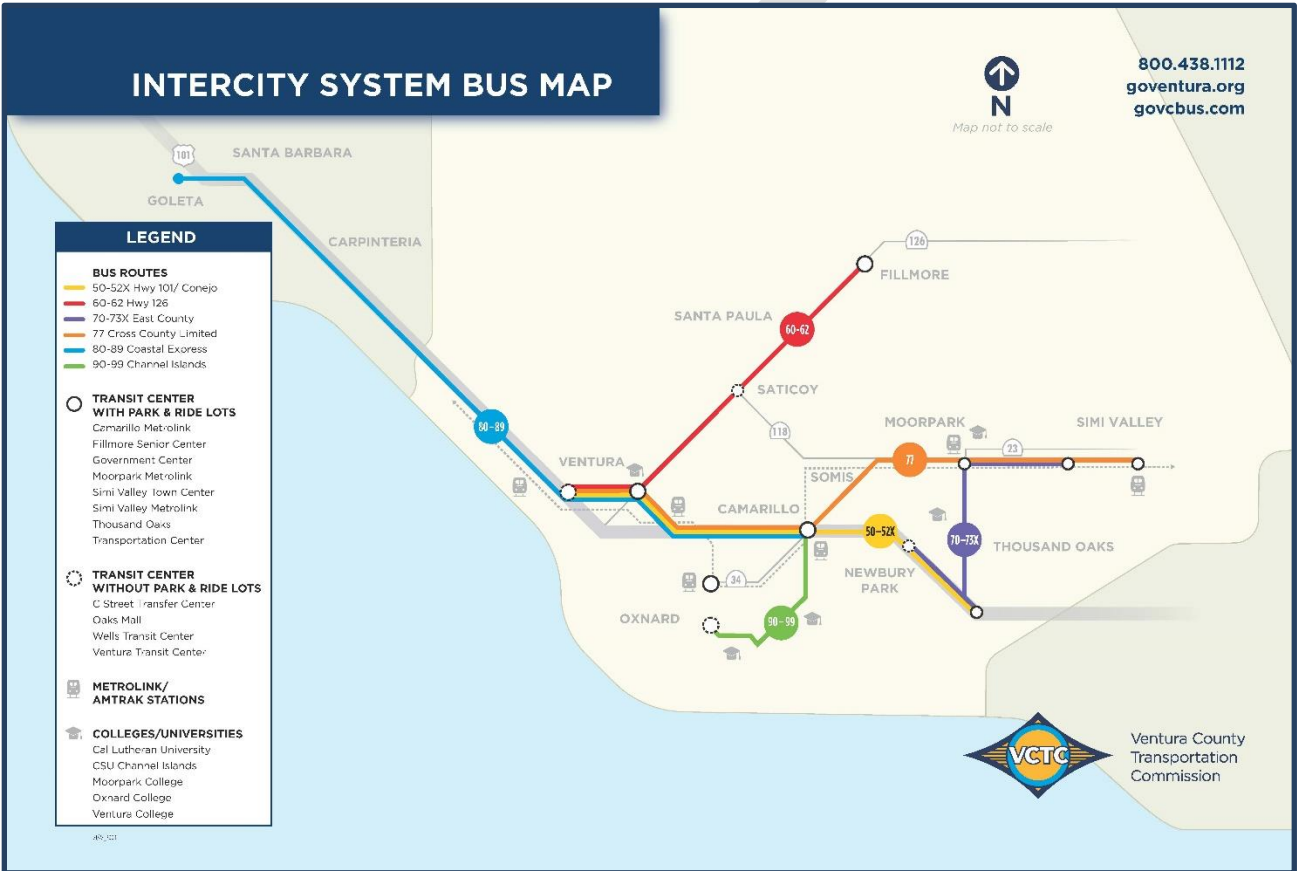 INTERCITY SYSTEM BUS MAP
N
Map not to scale
800.438.1112
goventura.org
govcbus.com
101
SANTA BARBARA
GOLETA
CARPINTERIA
LEGEND
BUS ROUTES
50-52X Hwy 101/ Conejo
60-62 Hwy 126
70-73X East County
77 Cross County Limited
80-89 Coastal Express
90-99 Channel Islands
TRANSIT CENTER
WITH PARK & RIDE LOTS
Camarillo Metrolink
Fillmore Senior Center
Government Center
Moorpark Metrolink
Simi Valley Town Center
Simi Valley Metrolink
Thousand Oaks
Transportation Center
TRANSIT CENTER
WITHOUT PARK & RIDE LOTS
C Street Transfer Center
Oaks Mall
Wells Transit Center
Ventura Transit Center
METROLINK/
AMTRAK STATIONS
COLLEGES/UNIVERSITIES
Cal Lutheran University
CSU Channel Islands
Moorpark College
Oxnard College
Ventura College
126
FILLMORE
SANTA PAULA
60-62
SATICOY
118
80-89
VENTURA
MOORPARK
SIMI VALLEY
23
77
SOMIS
CAMARILLO
50-52X
70-73X
THOUSAND OAKS
NEWBURY
PARK
34
OXNARD
90-99
VCTC
Ventura County
Transportation
Commission